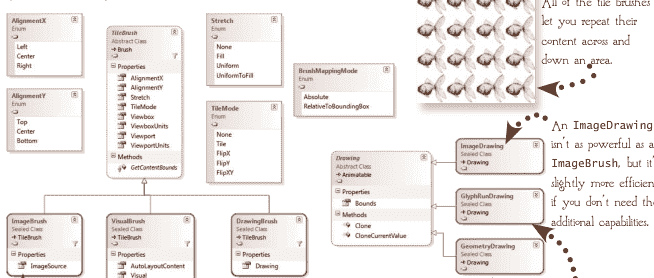 AlignmentX
Enum
Left
Center
Right
AlignmentY
Enum
Top
Center
Bottom
TileBrush
Abstract Class
Brush
Properties
AlignmentX
AlignmentY
Stretch
TileMode
Viewbox
ViewboxUnits
Viewport
ViewportUnits
Methods
GetContentBounds
Stretch
Enum
None
Fill
Uniform
UniformToFill
TileMode
Enum
None
Tile
FlipX
FlipY
FlipXY
BrushMappingMode
Enum
Absolute
RelativeToBoundingBox
ImageBrush
Sealed Class
TileBrush
Properties
ImageSource
VisualBrush
Sealed Class
TileBrush
Properties
AutoLayoutContent
Visual
DrawingBrush
Sealed Class
TileBrush
Properties
Drawing
Drawing
Abstract Class
Animatable
Properties
Bounds
Methods
Clone
CloneCurrentValue
ImageDrawing
Sealed Class
Drawing
GlyphRunDrawing
Sealed Class
Drawing
GeometryDrawing
Sealed Class
Drawing
All of the tile brushes
let you repeat their
content across and
down an area.
An ImageDrawing
isn't as powerful as a
ImageBrush, but it'
slightly more efficien
if you don't need the
additional capabilities.